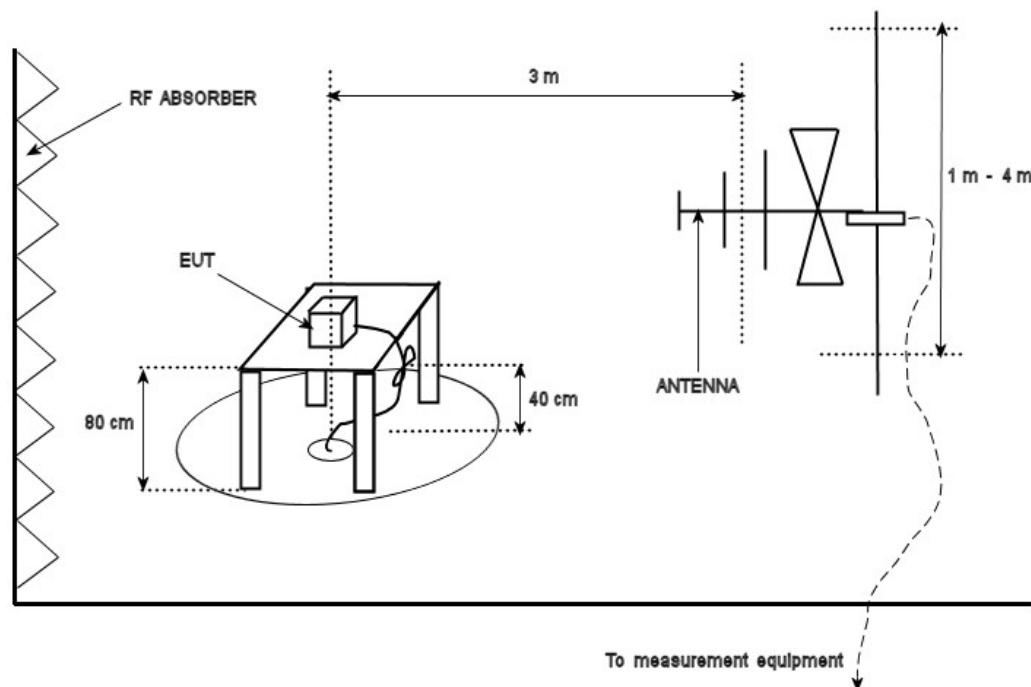 3 m
RF ABSORBER
1 m - 4 m
EUT
ANTENNA
40 cm
80 cm
To measurement equipment